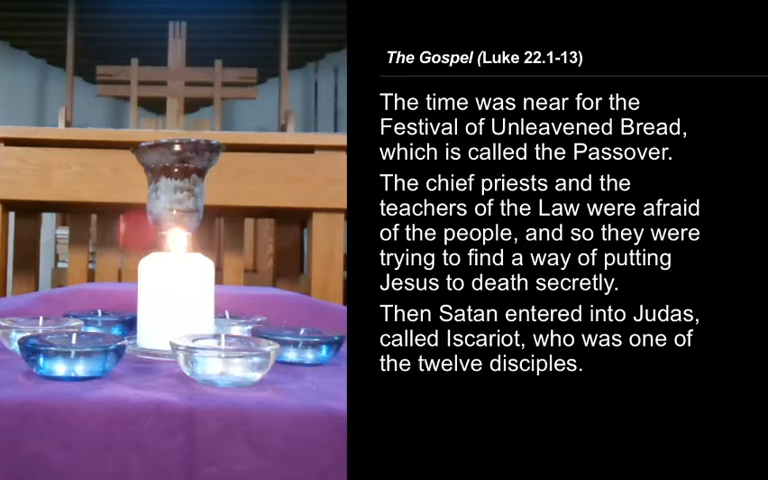 The Gospel (Luke 22.1-13)
The time was near for the
Festival of Unleavened Bread,
which is called the Passover.
The chief priests and the
teachers of the Law were afraid
of the people, and so they were
trying to find a way of putting
Jesus to death secretly.
Then Satan entered into Judas,
called Iscariot, who was one of
the twelve disciples.